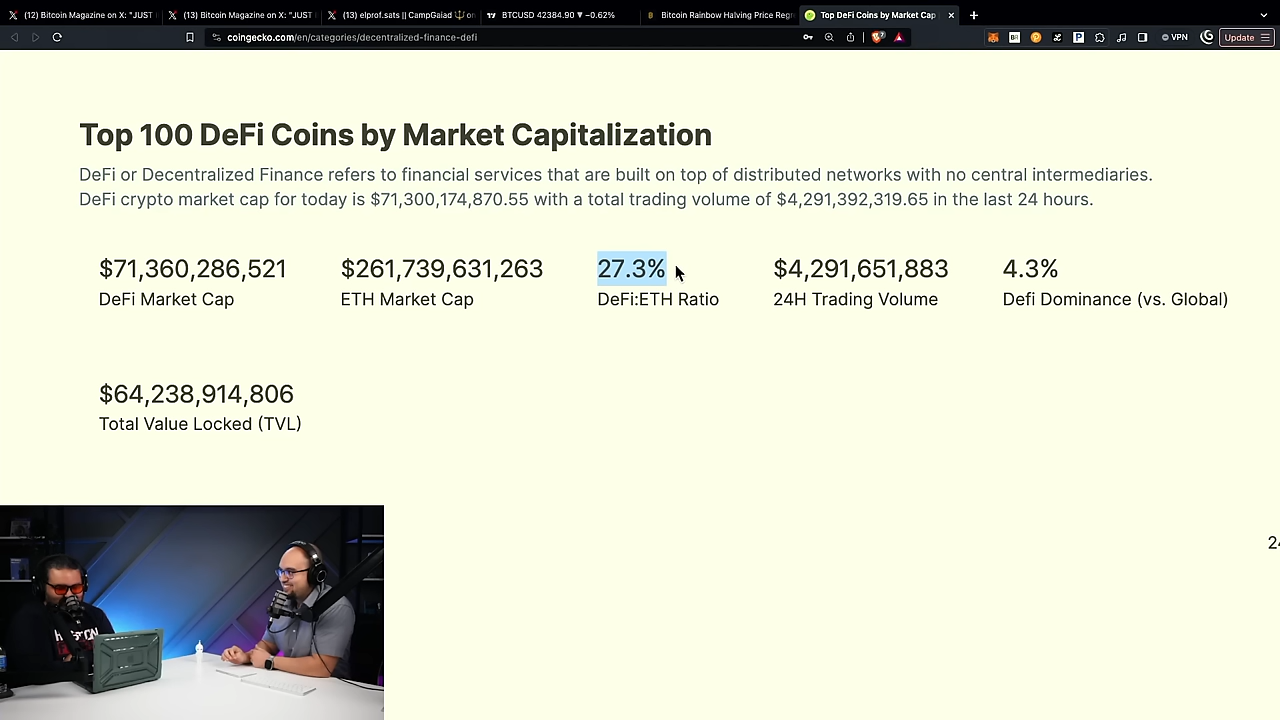 (12) Bitcoin Magazine on X: "JUST
(13) Bitcoin Magazine on X: "JUST
(13) elprof.sats || CampGaiad on
BTCUSD 42384.90 ▼ −0.62%
Bitcoin Rainbow Halving Price Regr
Top DeFi Coins by Market Cap
coingecko.com/en/categories/decentralized-finance-defi
VPN
Update
Top 100 DeFi Coins by Market Capitalization
DeFi or Decentralized Finance refers to financial services that are built on top of distributed networks with no central intermediaries.
DeFi crypto market cap for today is $71,300,174,870.55 with a total trading volume of $4,291,392,319.65 in the last 24 hours.
$71,360,286,521
DeFi Market Cap
$261,739,631,263
ETH Market Cap
27.3%
DeFi:ETH Ratio
$4,291,651,883
24H Trading Volume
4.3%
Defi Dominance (vs. Global)
$64,238,914,806
Total Value Locked (TVL)
24